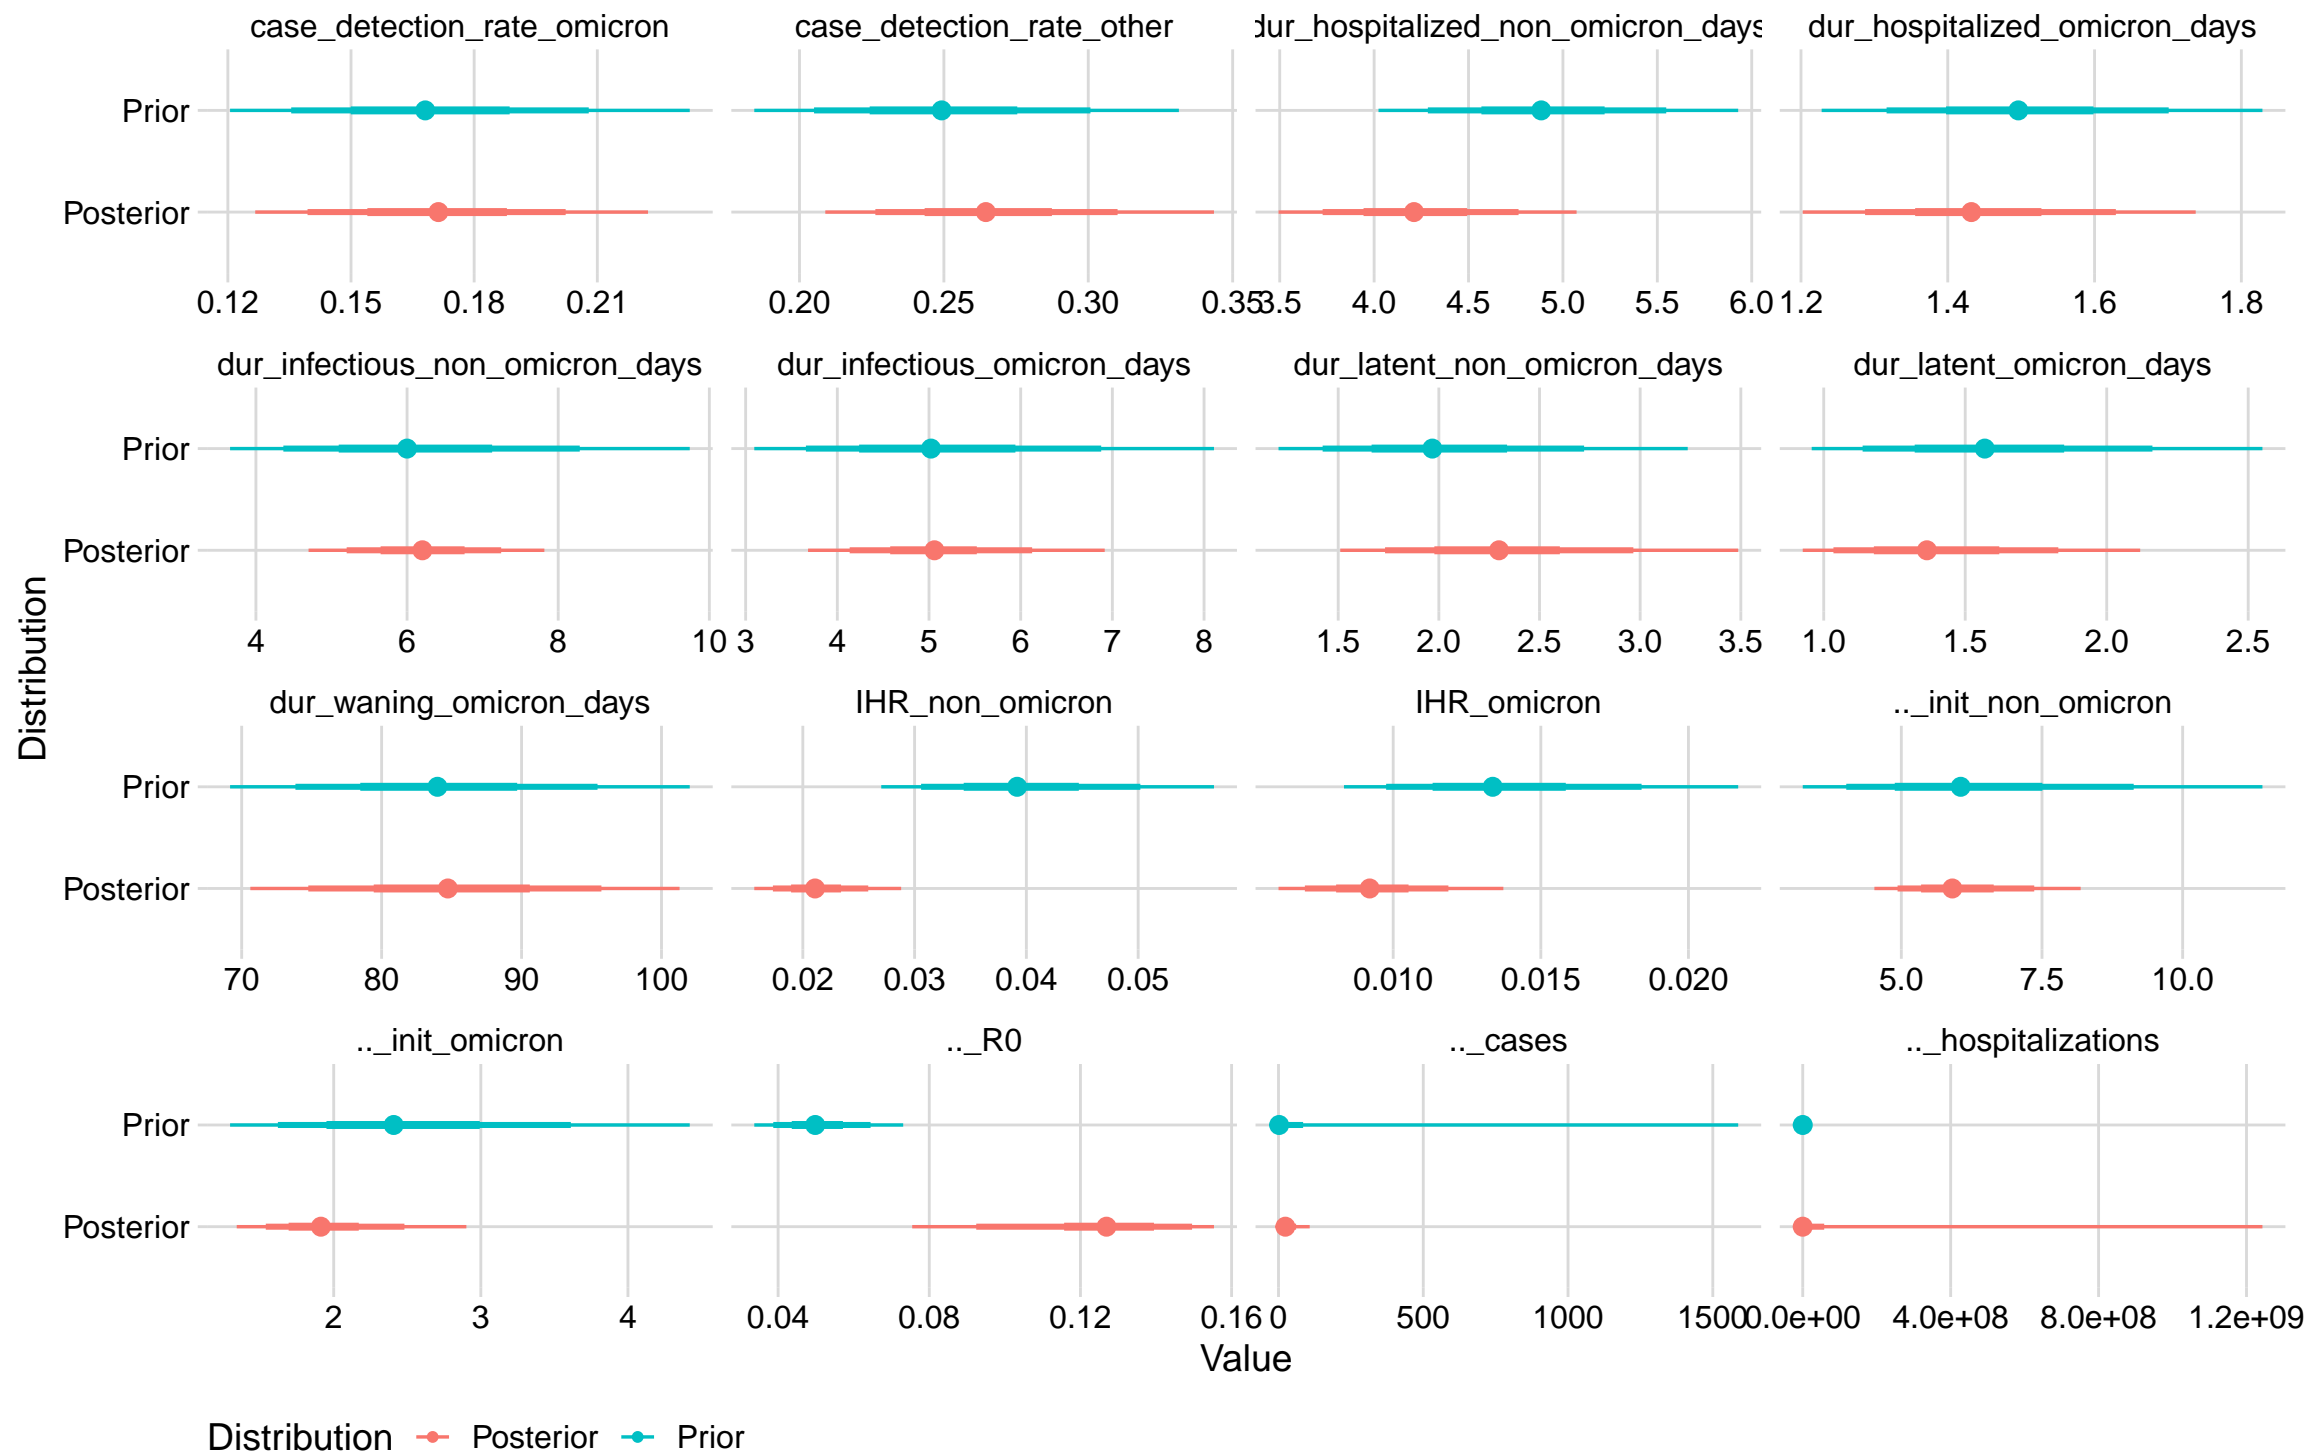 case_detection_rate_omicron case_detection_rate_other dur_hospitalized_non_omicron_days dur_hospitalized_omicron_days
Prior
Posterior
0.12 0.15 0.18 0.21 0.20 0.25 0.30 0.35 3.5 4.0 4.5 5.0 5.5 6.0 1.2 1.4 1.6 1.8
dur_infectious_non_omicron_days dur_infectious_omicron_days dur_latent_non_omicron_days dur_latent_omicron_days
Prior
Posterior
4 6 8 10 3 4 5 6 7 8 1.5 2.0 2.5 3.0 3.5 1.0 1.5 2.0 2.5
Distribution
dur_waning_omicron_days IHR_non_omicron IHR_omicron .._init_non_omicron
Prior
Posterior
70 80 90 100 0.02 0.03 0.04 0.05 0.010 0.015 0.020 5.0 7.5 10.0
.._init_omicron .._R0 .._cases .._hospitalizations
Prior
Posterior
2 3 4 0.04 0.08 0.12 0.16 0 500 1000 1500 0.0e+00 4.0e+08 8.0e+08 1.2e+09
Value
Distribution Posterior Prior